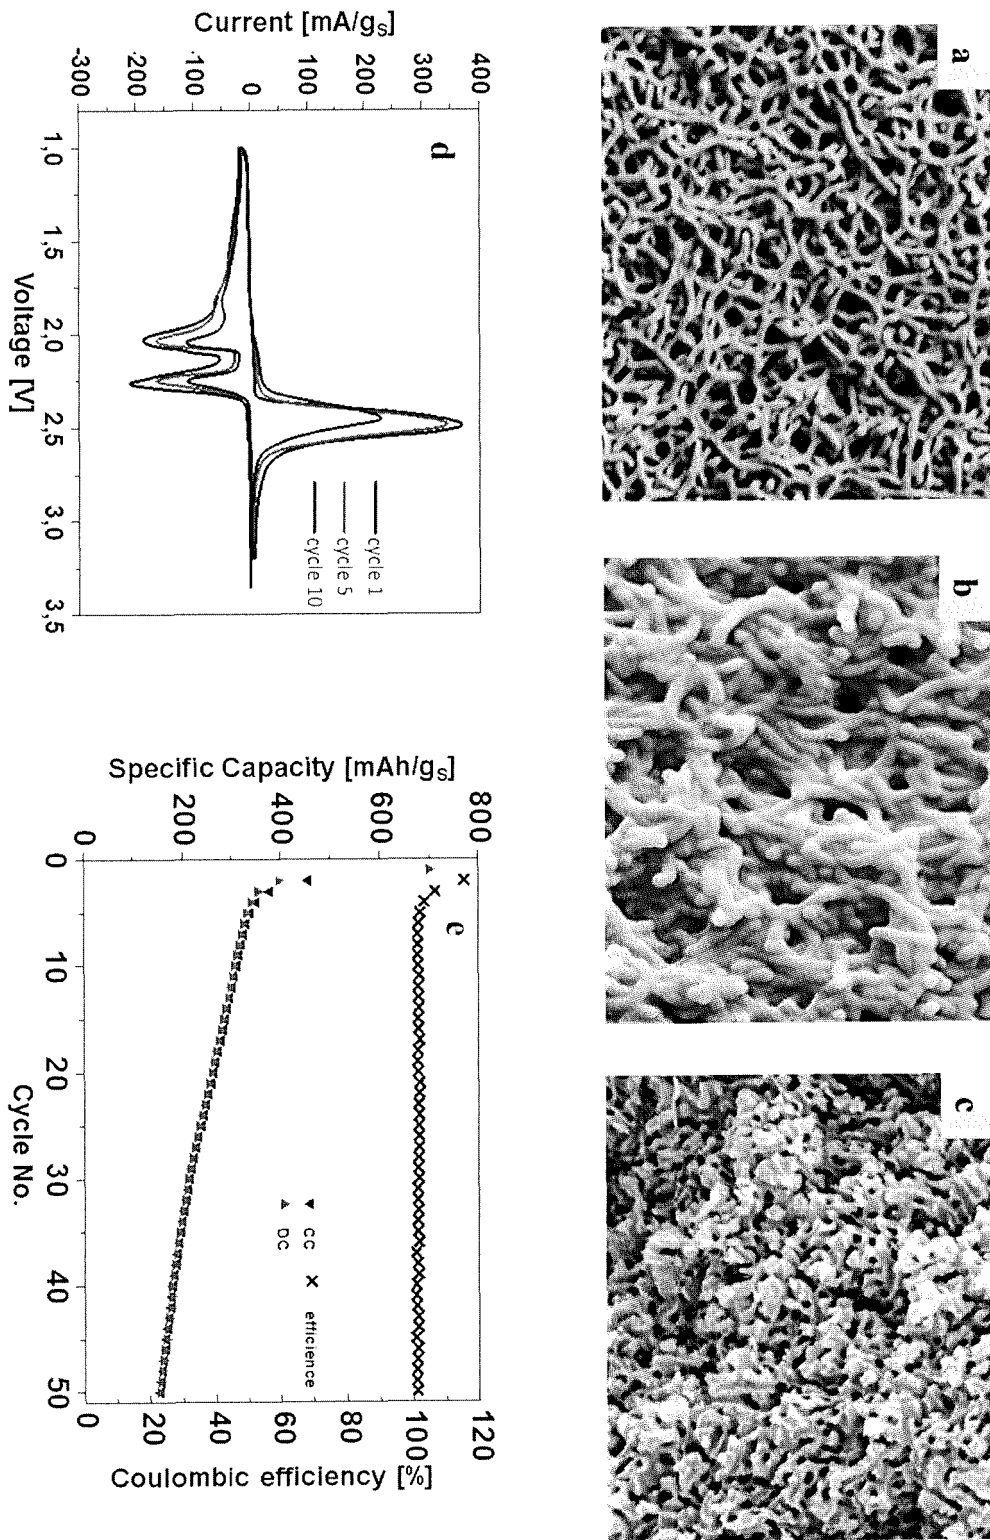 a
b
c
d
Current [mA/gs]
400
300
200
100
0
-100
-200
-300
1,0
1,5
2,0
2,5
3,0
3,5
Voltage [V]
cycle 1
cycle 5
cycle 10
e
Specific Capacity [mAh/gs]
800
600
400
200
0
0
10
20
30
40
50
Cycle No.
CC
DC
efficience
120
100
80
60
40
20
0
Coulombic efficiency [%]